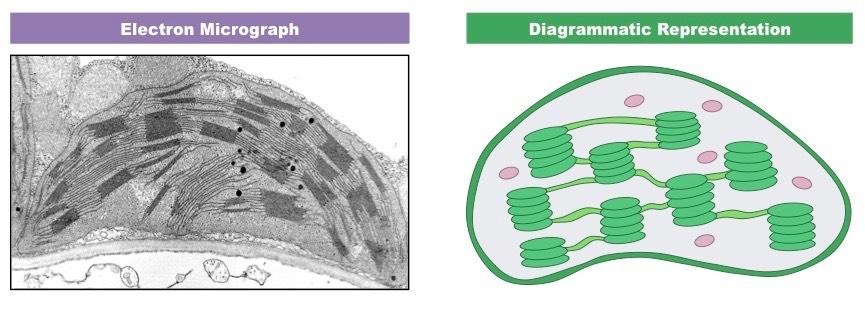 Electron Micrograph
Diagrammatic Representation